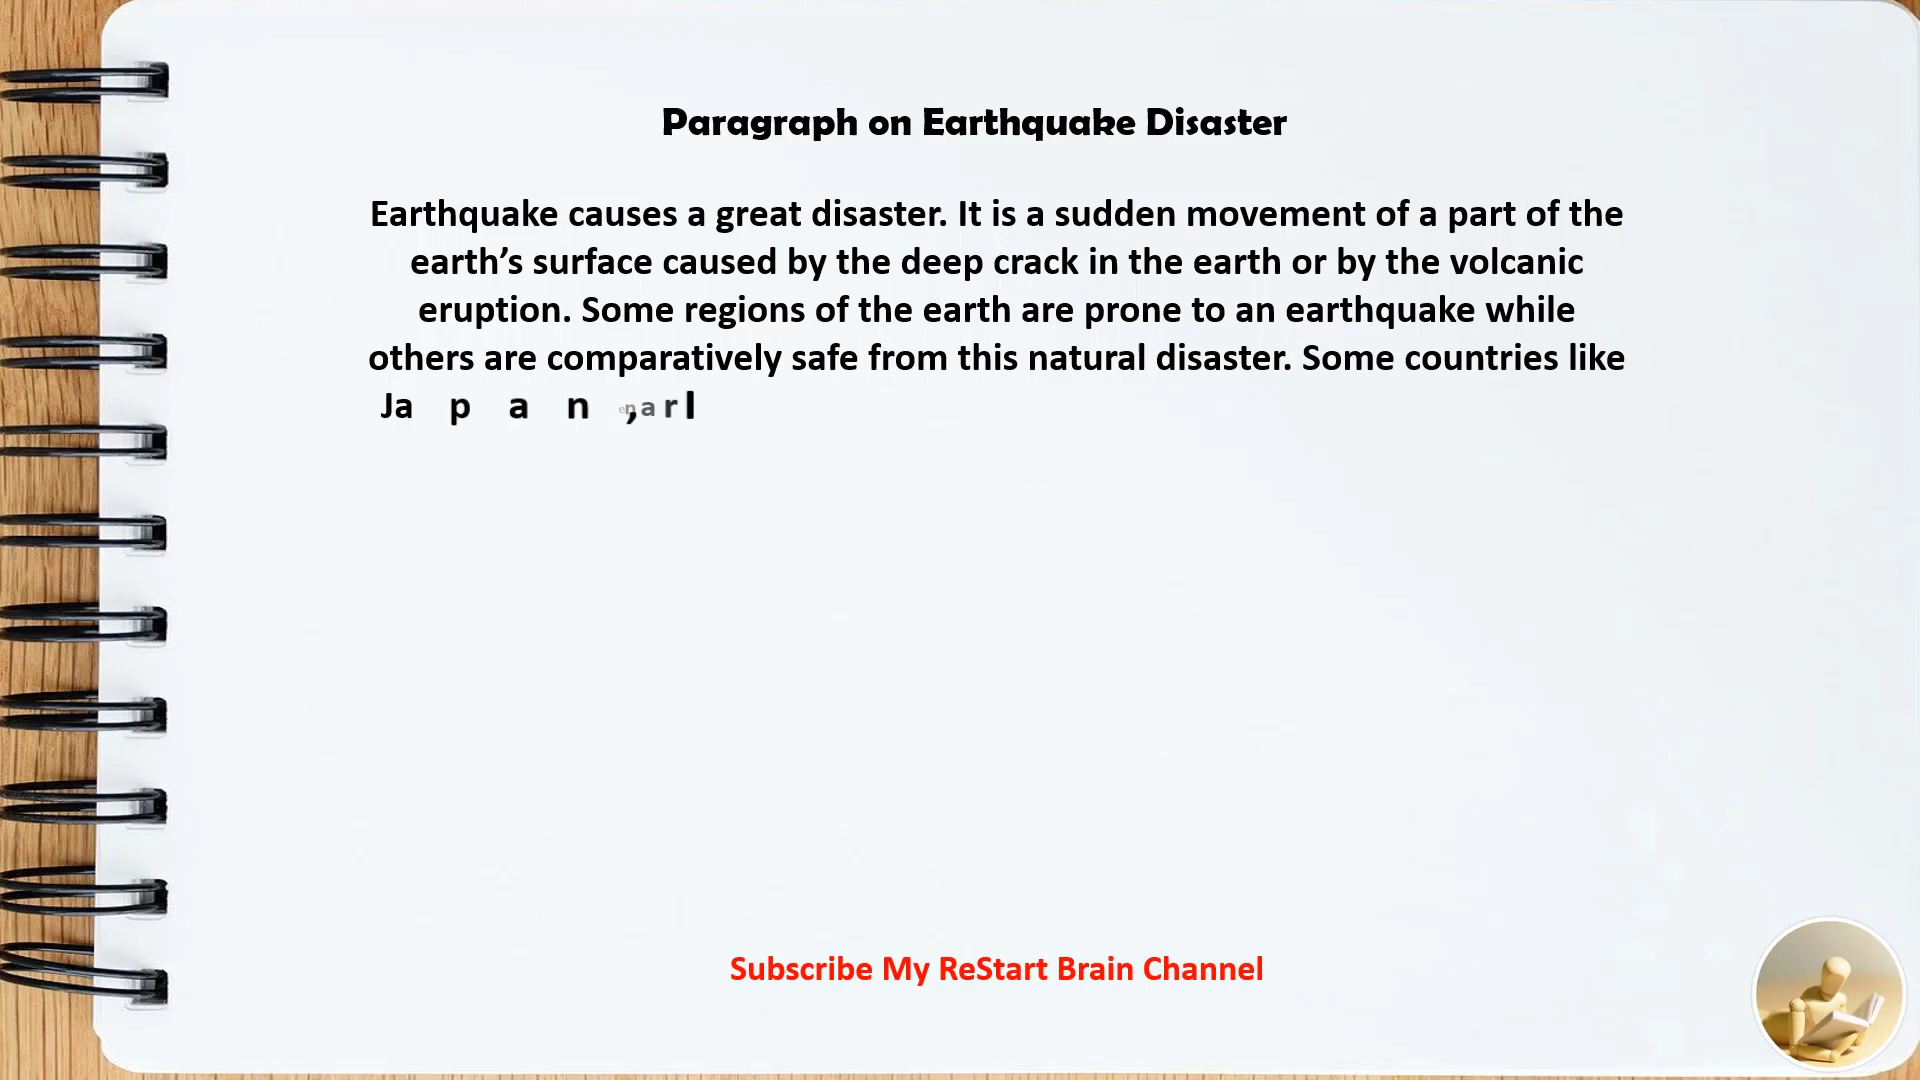 Paragraph on Earthquake Disaster
Earthquake causes a great disaster. It is a sudden movement of a part of the
earth’s surface caused by the deep crack in the earth or by the volcanic
eruption. Some regions of the earth are prone to an earthquake while
others are comparatively safe from this natural disaster. Some countries like
Japan,
Subscribe My ReStart Brain Channel